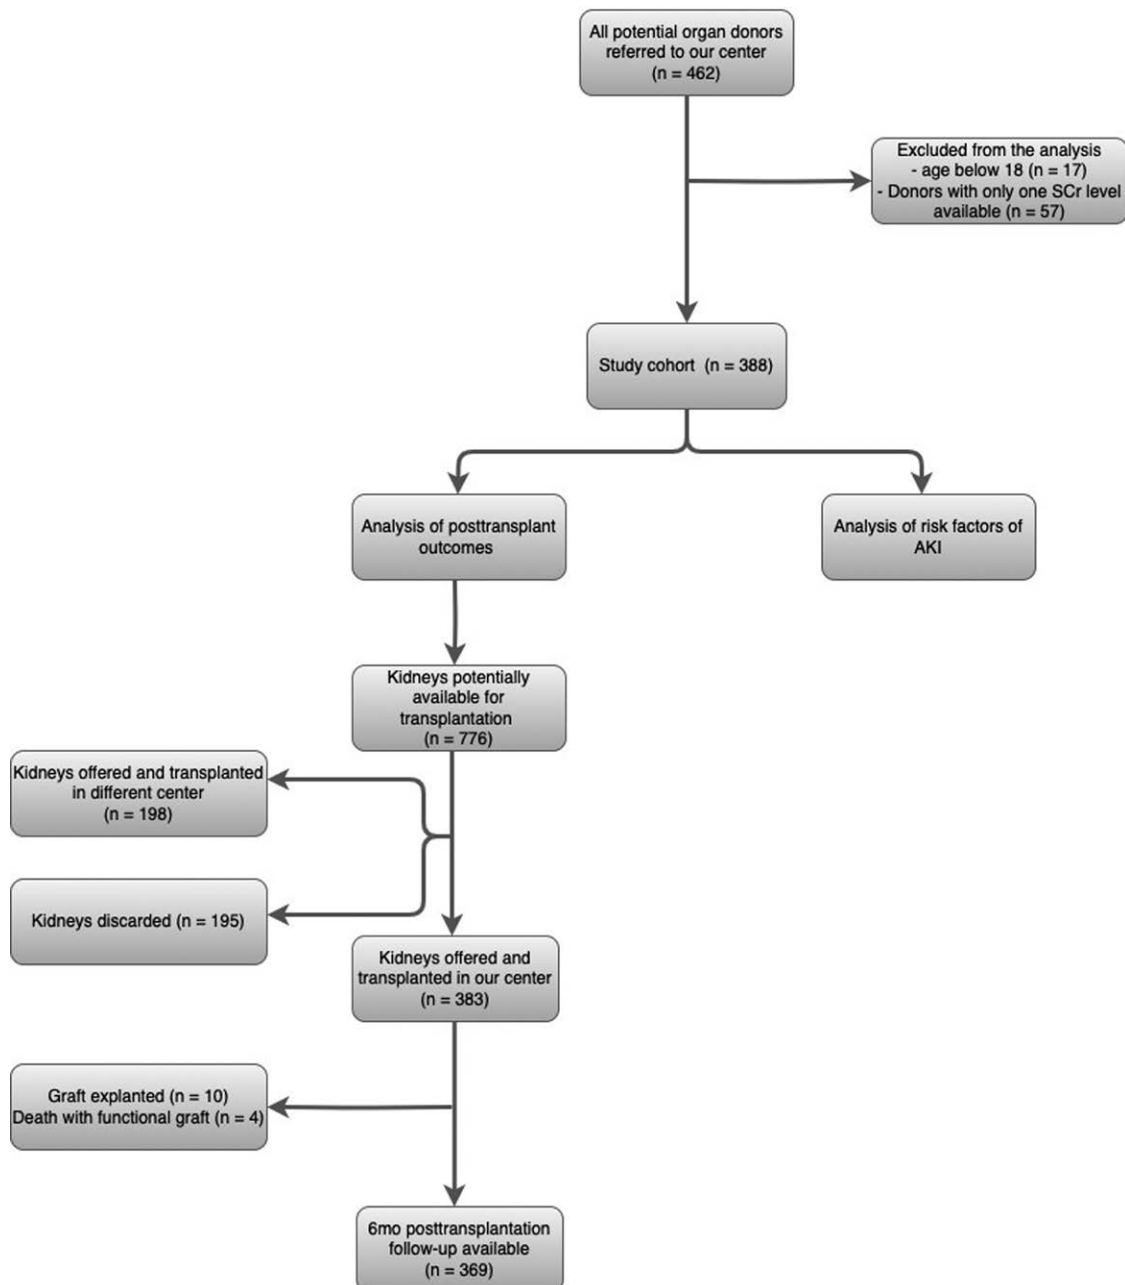 All potential organ donors
referred to our center
(n = 462)
Excluded from the analysis
- age below 18 (n = 17)
- Donors with only one SCr level
available (n = 57)
Study cohort (n = 388)
Analysis of posttransplant
outcomes
Analysis of risk factors of
AKI
Kidneys potentially
available for
transplantation
(n = 776)
Kidneys offered and transplanted
in different center
(n = 198)
Kidneys discarded (n = 195)
Kidneys offered and
transplanted in our center
(n = 383)
Graft explanted (n = 10)
Death with functional graft (n = 4)
6mo posttransplantation
follow-up available
(n = 369)